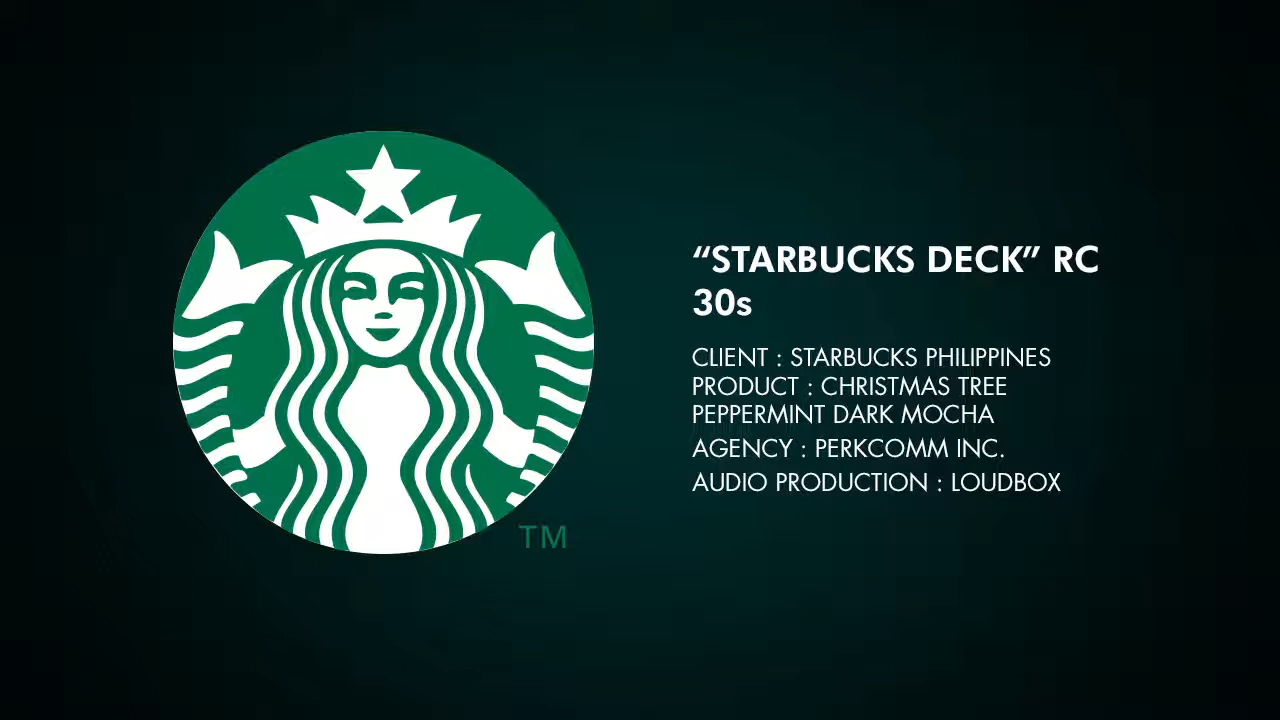 “STARBUCKS DECK” RC
30s
CLIENT : STARBUCKS PHILIPPINES
PRODUCT : CHRISTMAS TREE
PEPPERMINT DARK MOCHA
AGENCY : PERKCOMM INC.
AUDIO PRODUCTION : LOUDBOX
TM